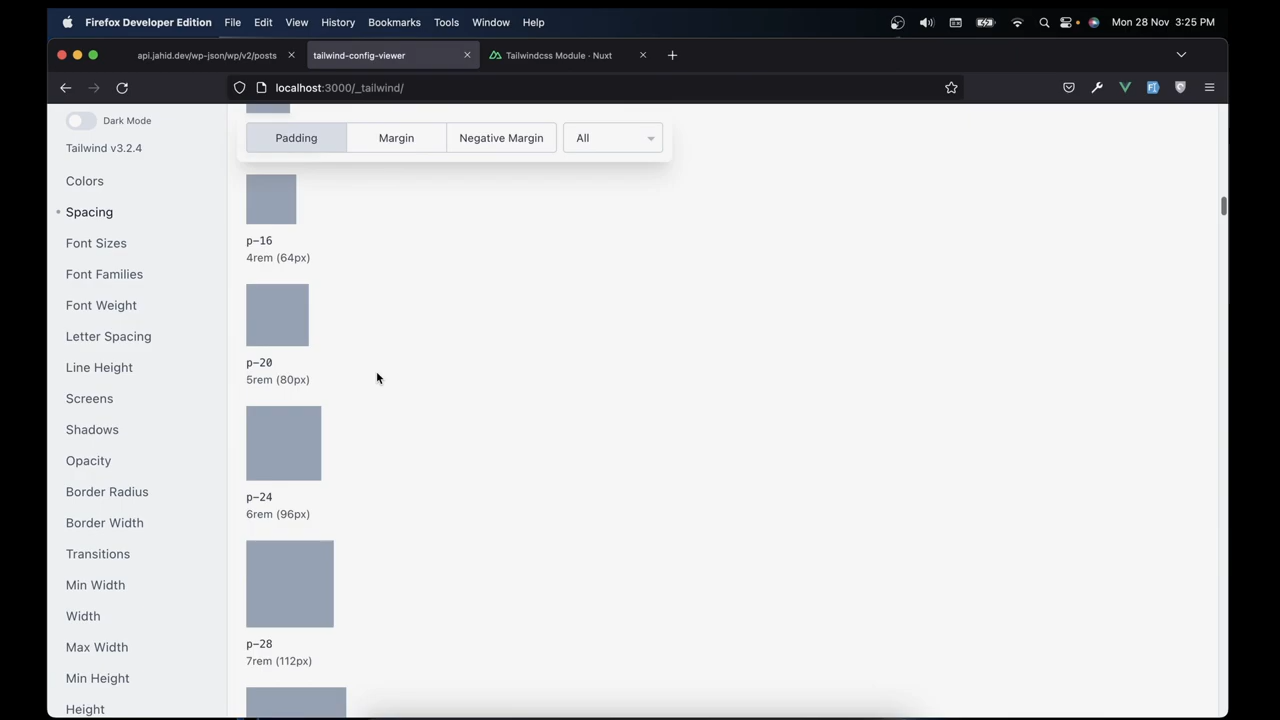 Firefox Developer Edition File Edit View History Bookmarks Tools Window Help Mon 28 Nov 3:25 PM
api.jahid.dev/wp-json/wp/v2/posts tailwind-config-viewer Tailwindcss Module · Nuxt
localhost:3000/_tailwind/
Dark Mode
Tailwind v3.2.4
Colors
Spacing
Font Sizes
Font Families
Font Weight
Letter Spacing
Line Height
Screens
Shadows
Opacity
Border Radius
Border Width
Transitions
Min Width
Width
Max Width
Min Height
Height
Padding Margin Negative Margin All
p-16
4rem (64px)
p-20
5rem (80px)
p-24
6rem (96px)
p-28
7rem (112px)